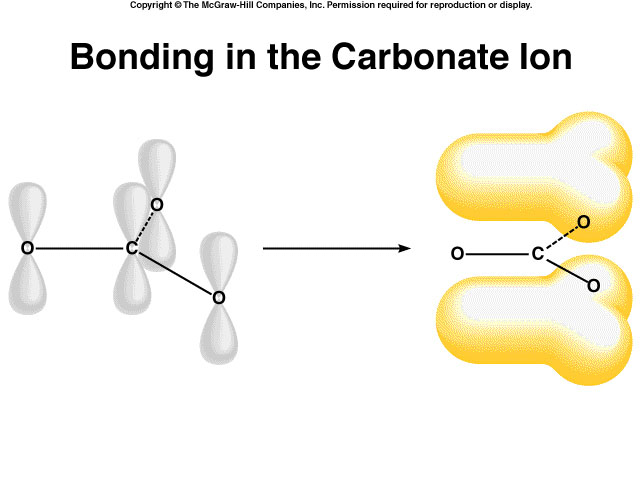 Copyright © The McGraw-Hill Companies, Inc. Permission required for reproduction or display.
Bonding in the Carbonate Ion
O
O
C
O
O
O
C
O